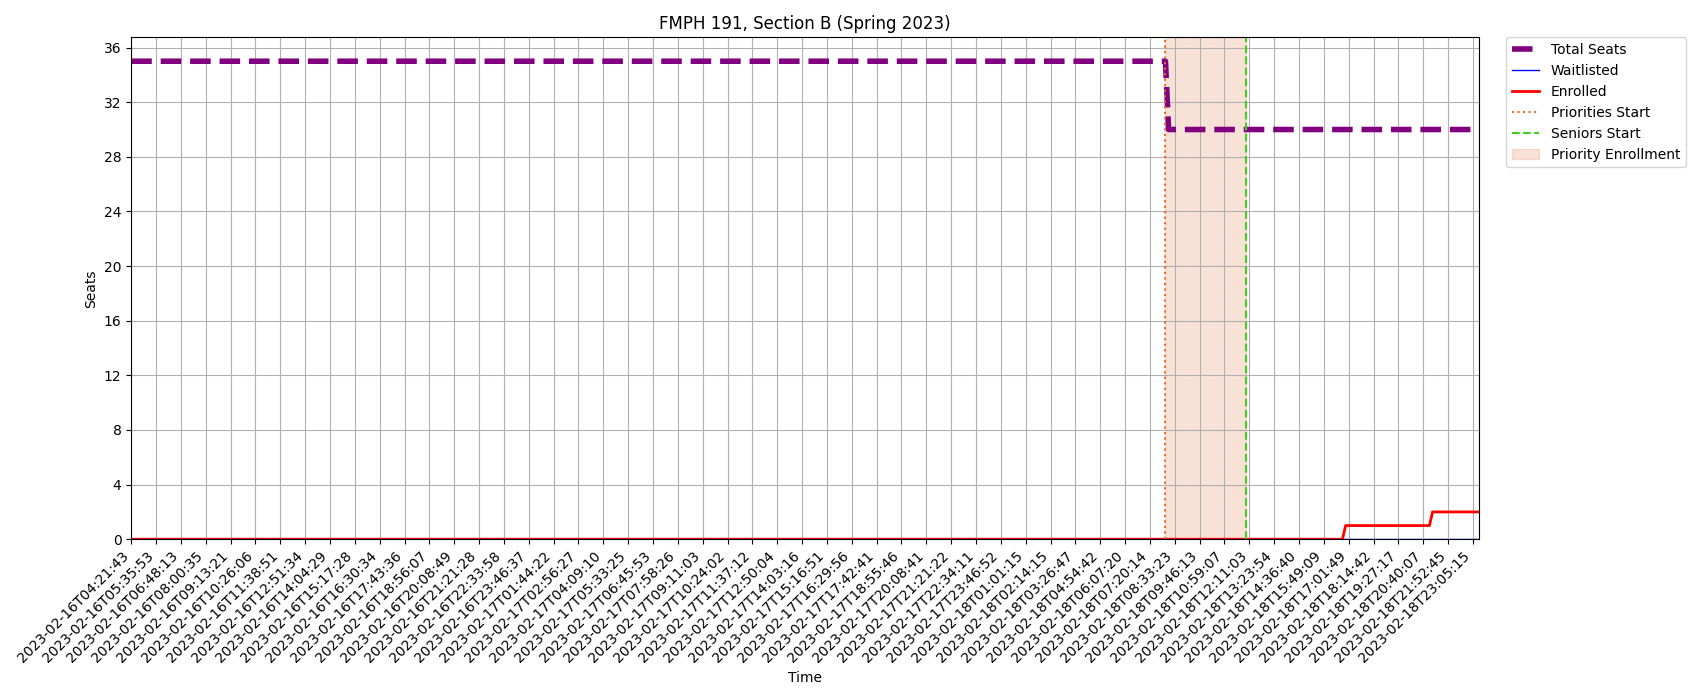 FMPH 191, Section B (Spring 2023)
Total Seats
Waitlisted
Enrolled
Priorities Start
Seniors Start
Priority Enrollment
Seats
36
32
28
24
20
16
12
8
4
0
2023-02-16T04:21:43
2023-02-16T05:35:53
2023-02-16T06:48:13
2023-02-16T08:00:35
2023-02-16T09:13:21
2023-02-16T10:26:06
2023-02-16T11:38:51
2023-02-16T12:51:34
2023-02-16T14:04:29
2023-02-16T15:17:28
2023-02-16T16:30:34
2023-02-16T17:43:36
2023-02-16T18:56:07
2023-02-16T20:08:49
2023-02-16T21:21:28
2023-02-16T22:33:58
2023-02-16T23:46:37
2023-02-17T01:44:22
2023-02-17T02:56:27
2023-02-17T04:09:10
2023-02-17T05:33:25
2023-02-17T06:45:53
2023-02-17T07:58:26
2023-02-17T09:11:03
2023-02-17T10:24:02
2023-02-17T11:37:12
2023-02-17T12:50:04
2023-02-17T14:03:16
2023-02-17T15:16:51
2023-02-17T16:29:56
2023-02-17T17:42:41
2023-02-17T18:55:46
2023-02-17T20:08:41
2023-02-17T21:21:22
2023-02-17T22:34:11
2023-02-17T23:46:52
2023-02-18T01:01:15
2023-02-18T02:14:15
2023-02-18T03:26:47
2023-02-18T04:54:42
2023-02-18T06:07:20
2023-02-18T07:20:14
2023-02-18T08:33:23
2023-02-18T09:46:13
2023-02-18T10:59:07
2023-02-18T12:11:03
2023-02-18T13:23:54
2023-02-18T14:36:40
2023-02-18T15:49:09
2023-02-18T17:01:49
2023-02-18T18:14:42
2023-02-18T19:27:17
2023-02-18T20:40:07
2023-02-18T21:52:45
2023-02-18T23:05:15
Time